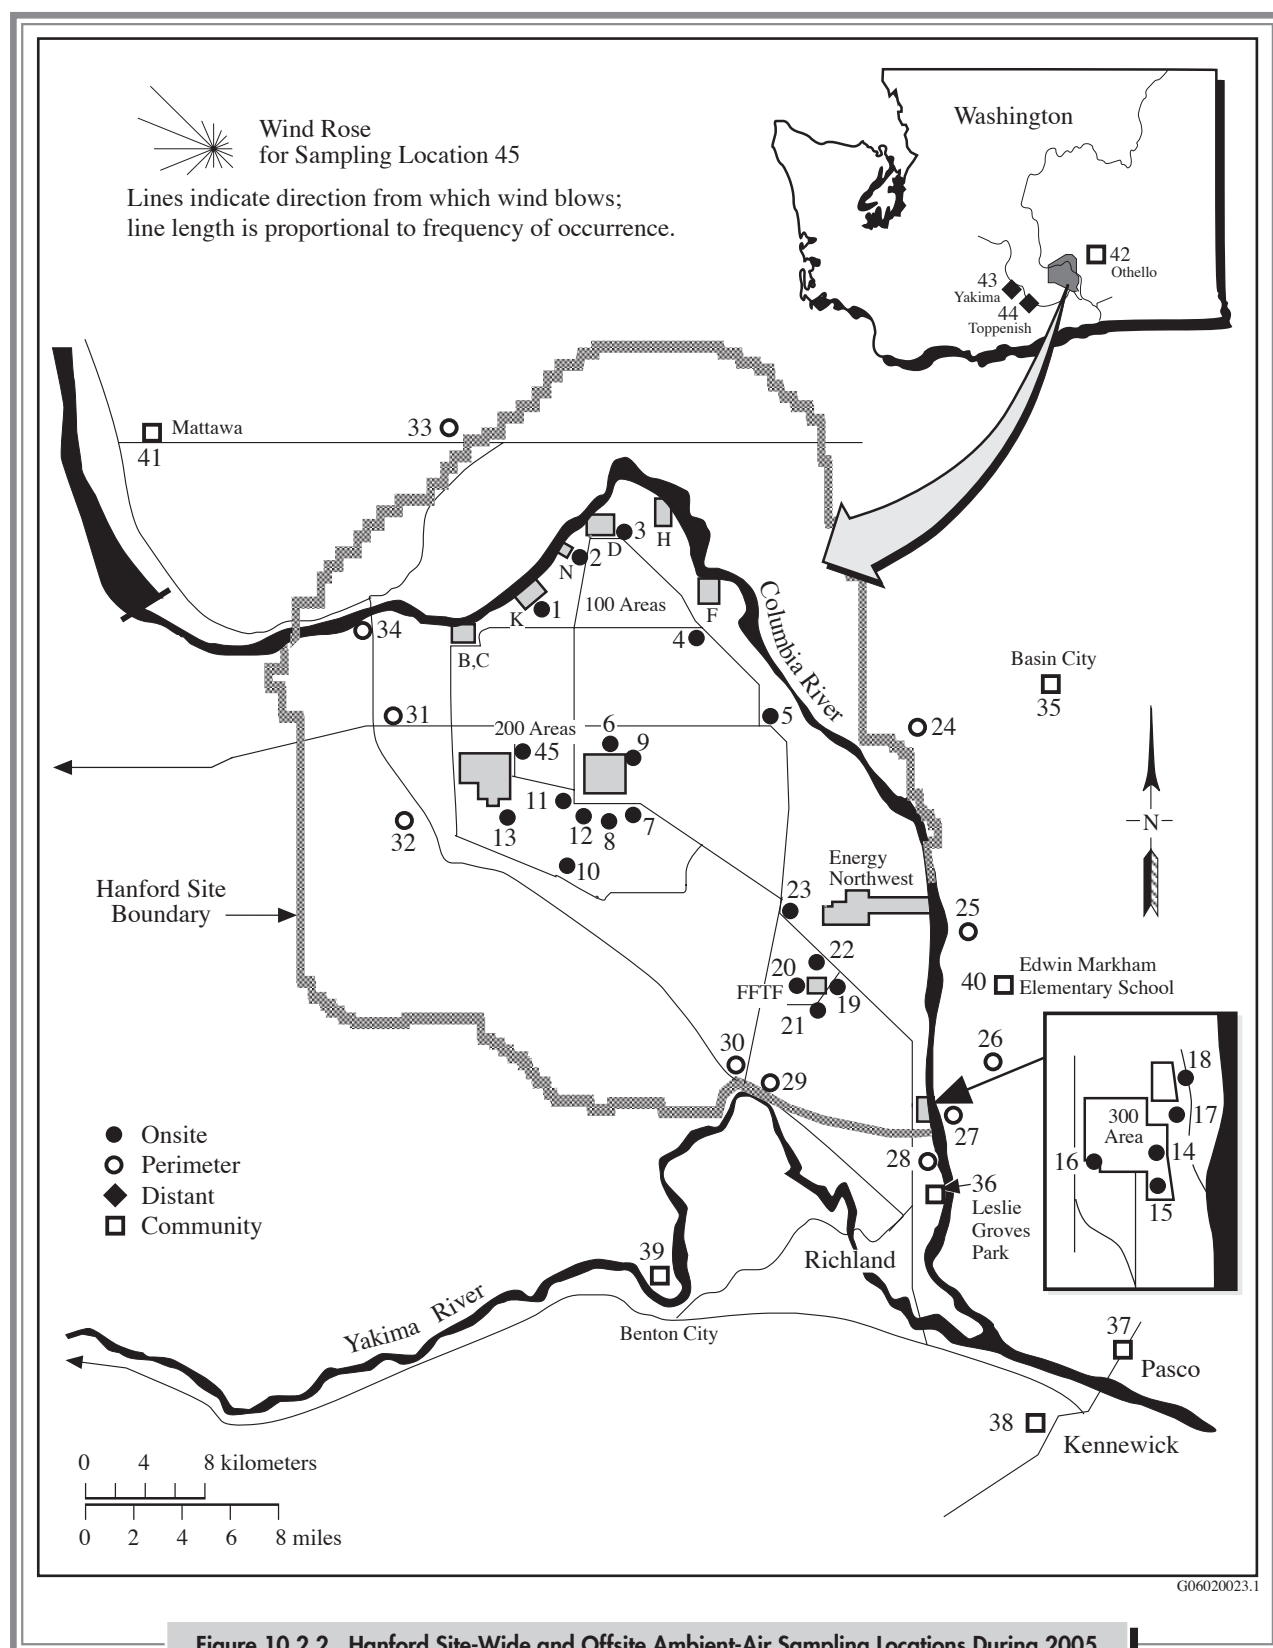 Wind Rose
for Sampling Location 45
Lines indicate direction from which wind blows;
line length is proportional to frequency of occurrence.
Washington
42
Othello
43
Yakima
44
Toppenish
33
Mattawa
41
3
H
D
2
N
1
K
100 Areas
F
34
4
B,C
Columbia River
Basin City
35
31
5
24
200 Areas
6
9
45
11
N
32
13
12
8
7
10
Energy
Northwest
Hanford Site
Boundary
23
25
22
20
FFTF
19
21
40
Edwin Markham
Elementary School
30
26
29
18
300
Area
17
14
16
15
27
28
36
Leslie
Groves
Park
Onsite
Perimeter
Distant
Community
39
Richland
Yakima River
Benton City
37
Pasco
38
Kennewick
0 4 8 kilometers
0 2 4 6 8 miles
G06020023.1
Figure 10.2.2. Hanford Site-Wide and Offsite Ambient-Air Sampling Locations During 2005